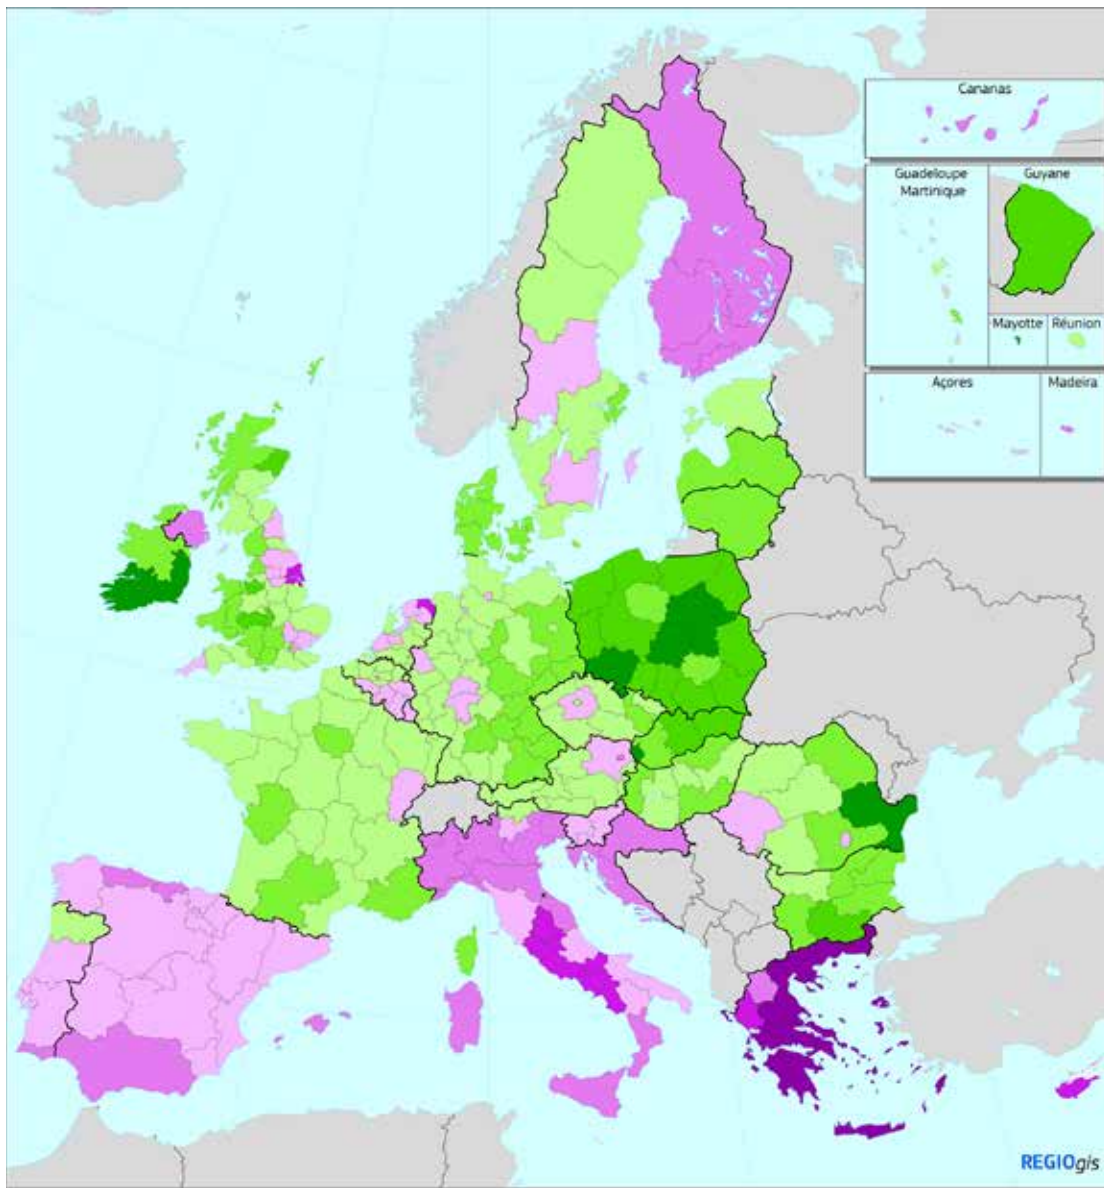 Canarias
Guadeloupe
Martinique
Guyane
Mayotte
Réunion
Açores
Madeira
REGIOgis